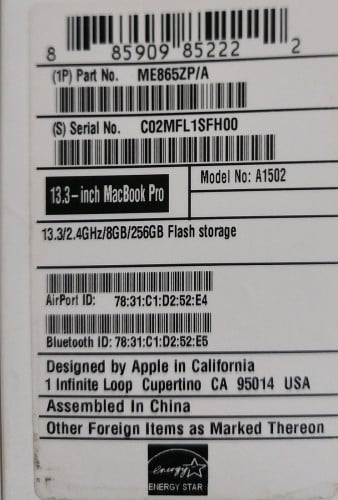 8 85909 85222 2
(1P) Part No. ME865ZP/A
(S) Serial No. C02MFL1SFH00
13.3-inch MacBook Pro
Model No: A1502
13.3/2.4GHz/8GB/256GB Flash storage
AirPort ID: 78:31:C1:D2:52:E4
Bluetooth ID: 78:31:C1:D2:52:E5
Designed by Apple in California
1 Infinite Loop Cupertino CA 95014 USA
Assembled In China
Other Foreign Items as Marked Thereon
energy
ENERGY STAR